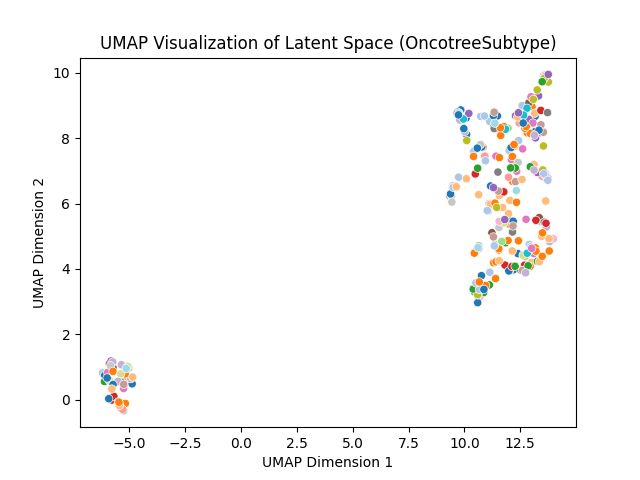 UMAP Visualization of Latent Space (OncotreeSubtype)
10
8
6
4
2
0
UMAP Dimension 2
−5.0 −2.5 0.0 2.5 5.0 7.5 10.0 12.5
UMAP Dimension 1